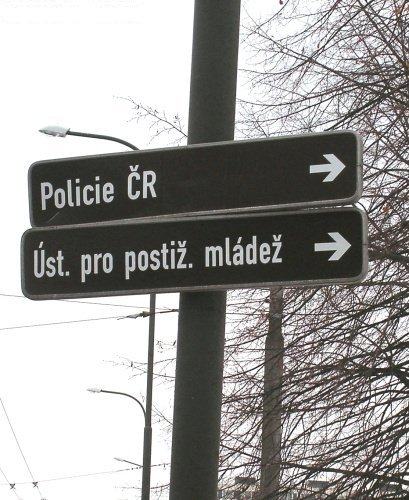 Policie ČR
Úst. pro postiž. mládež